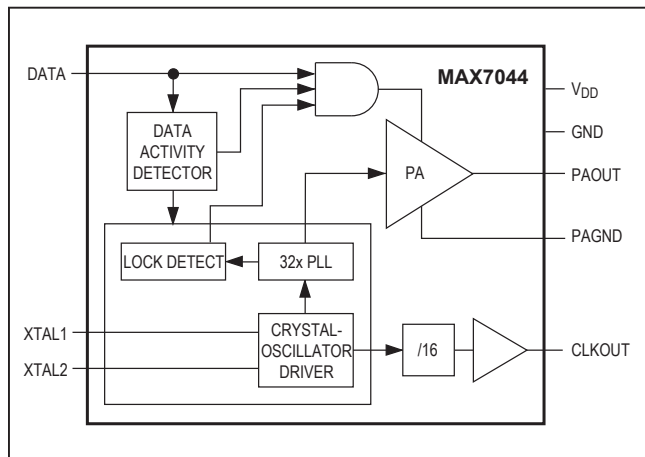 DATA
MAX7044
VDD
GND
DATA
ACTIVITY
DETECTOR
PA
PAOUT
PAGND
LOCK DETECT
32x PLL
XTAL1
XTAL2
CRYSTAL-
OSCILLATOR
DRIVER
/16
CLKOUT